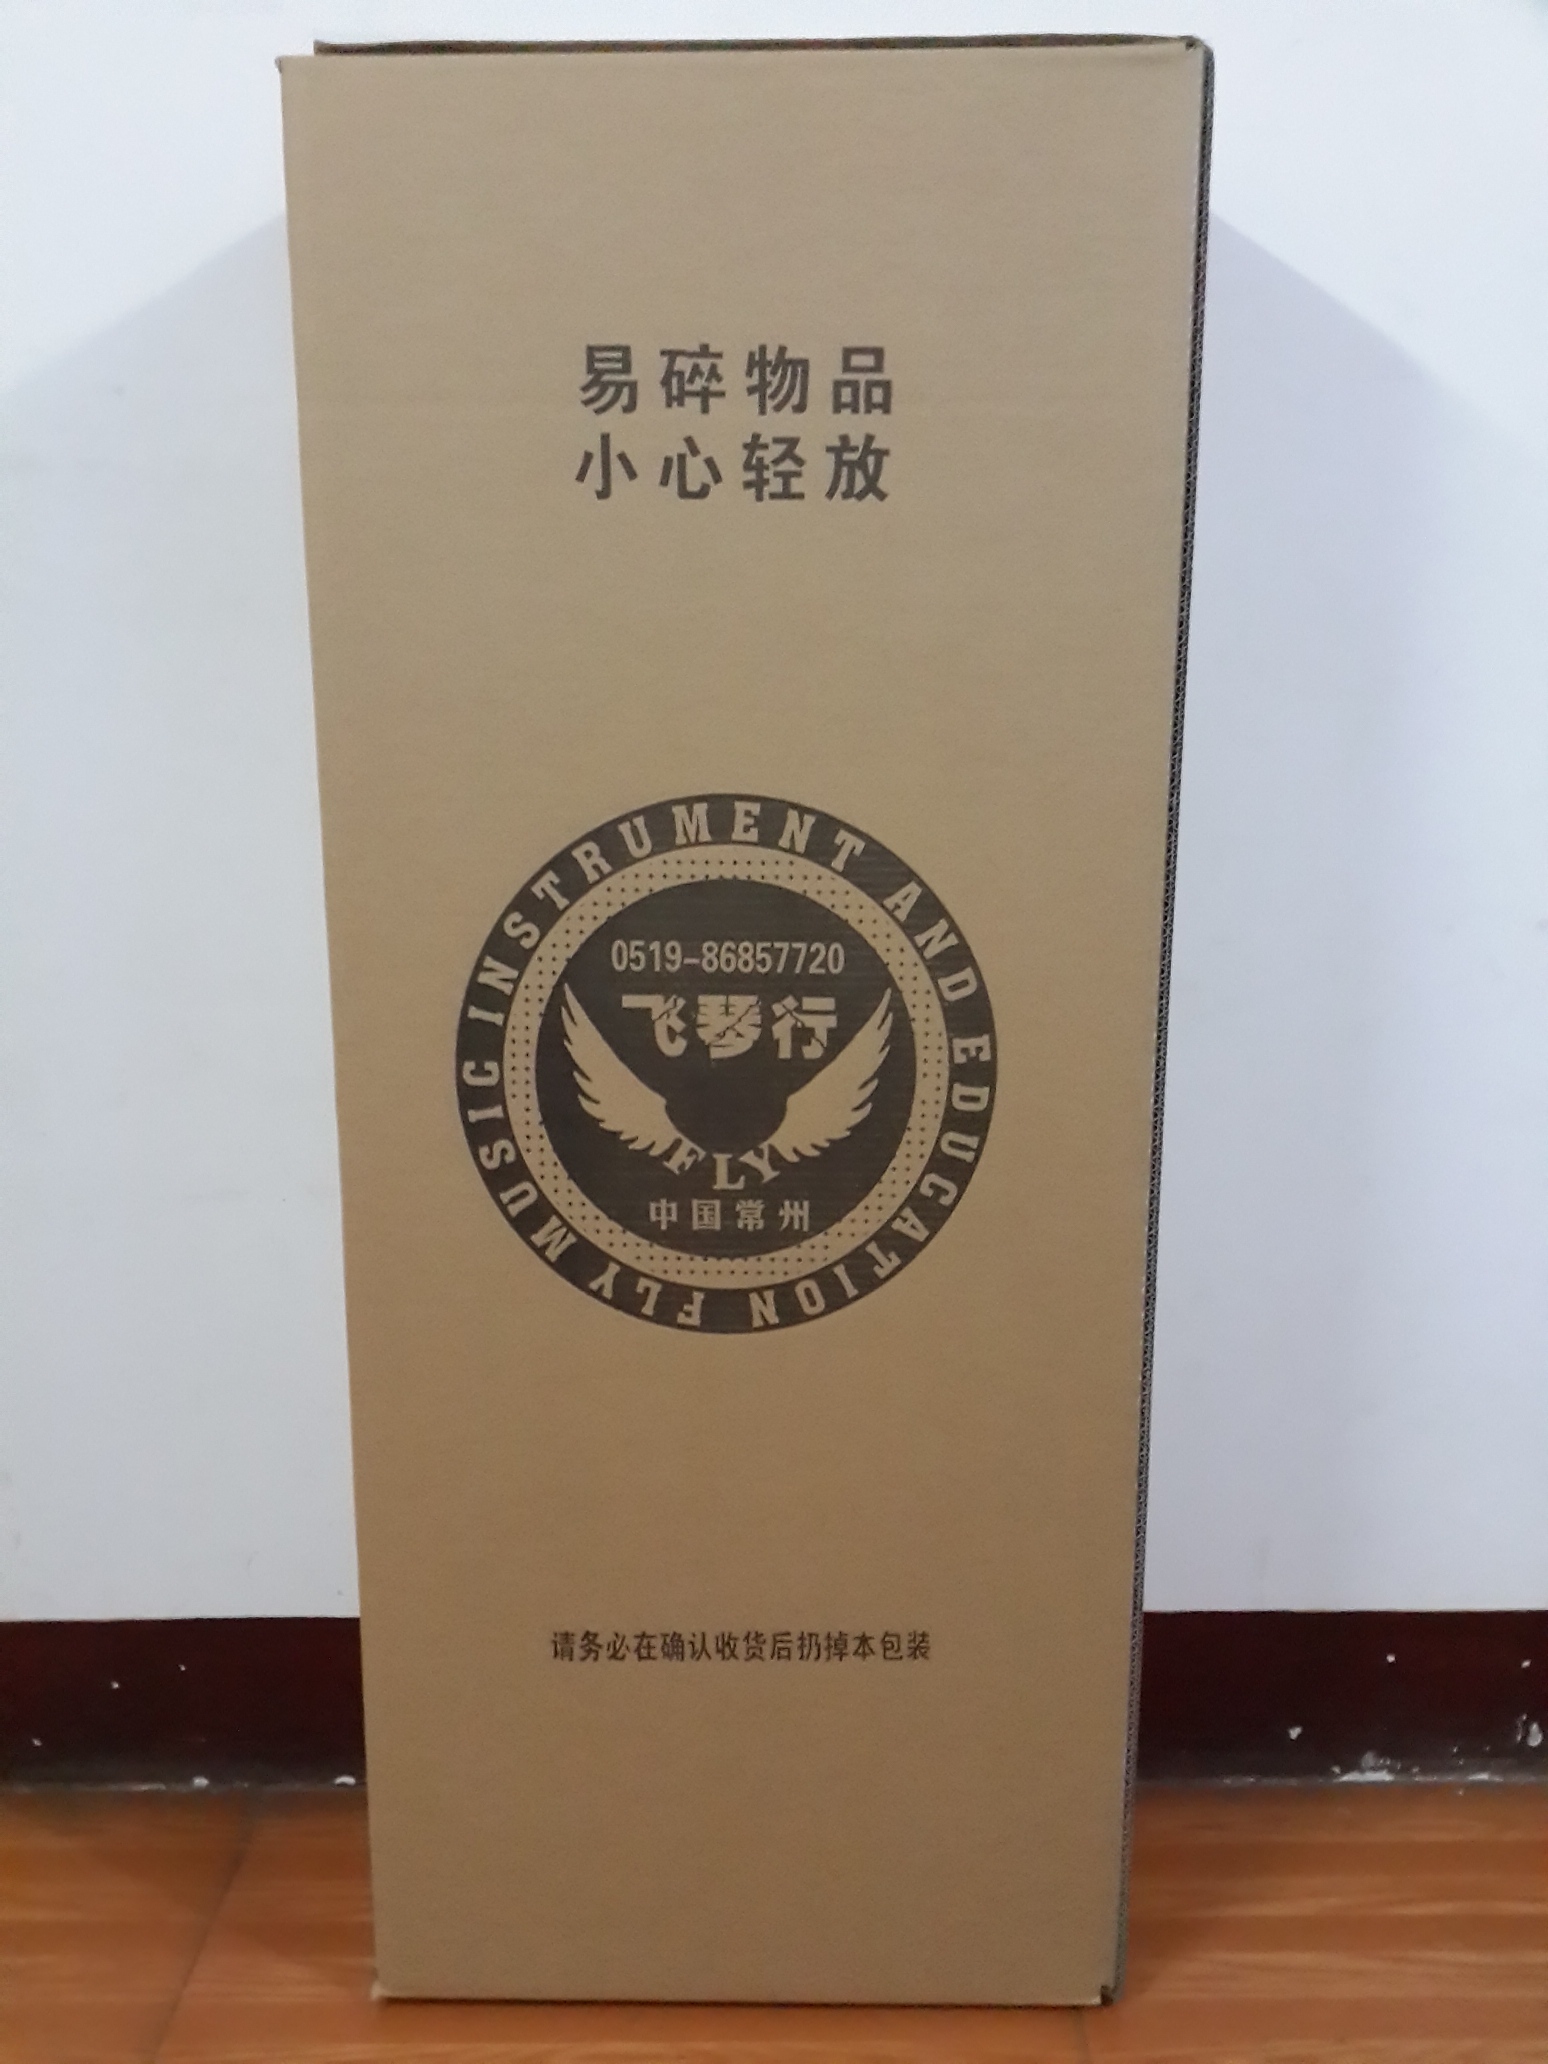 易碎物品
小心轻放
FLY MUSIC INSTRUMENT AND EDUCATION
0519-86857720
飞琴行
FLY
中国常州
请务必在确认收货后扔掉本包装